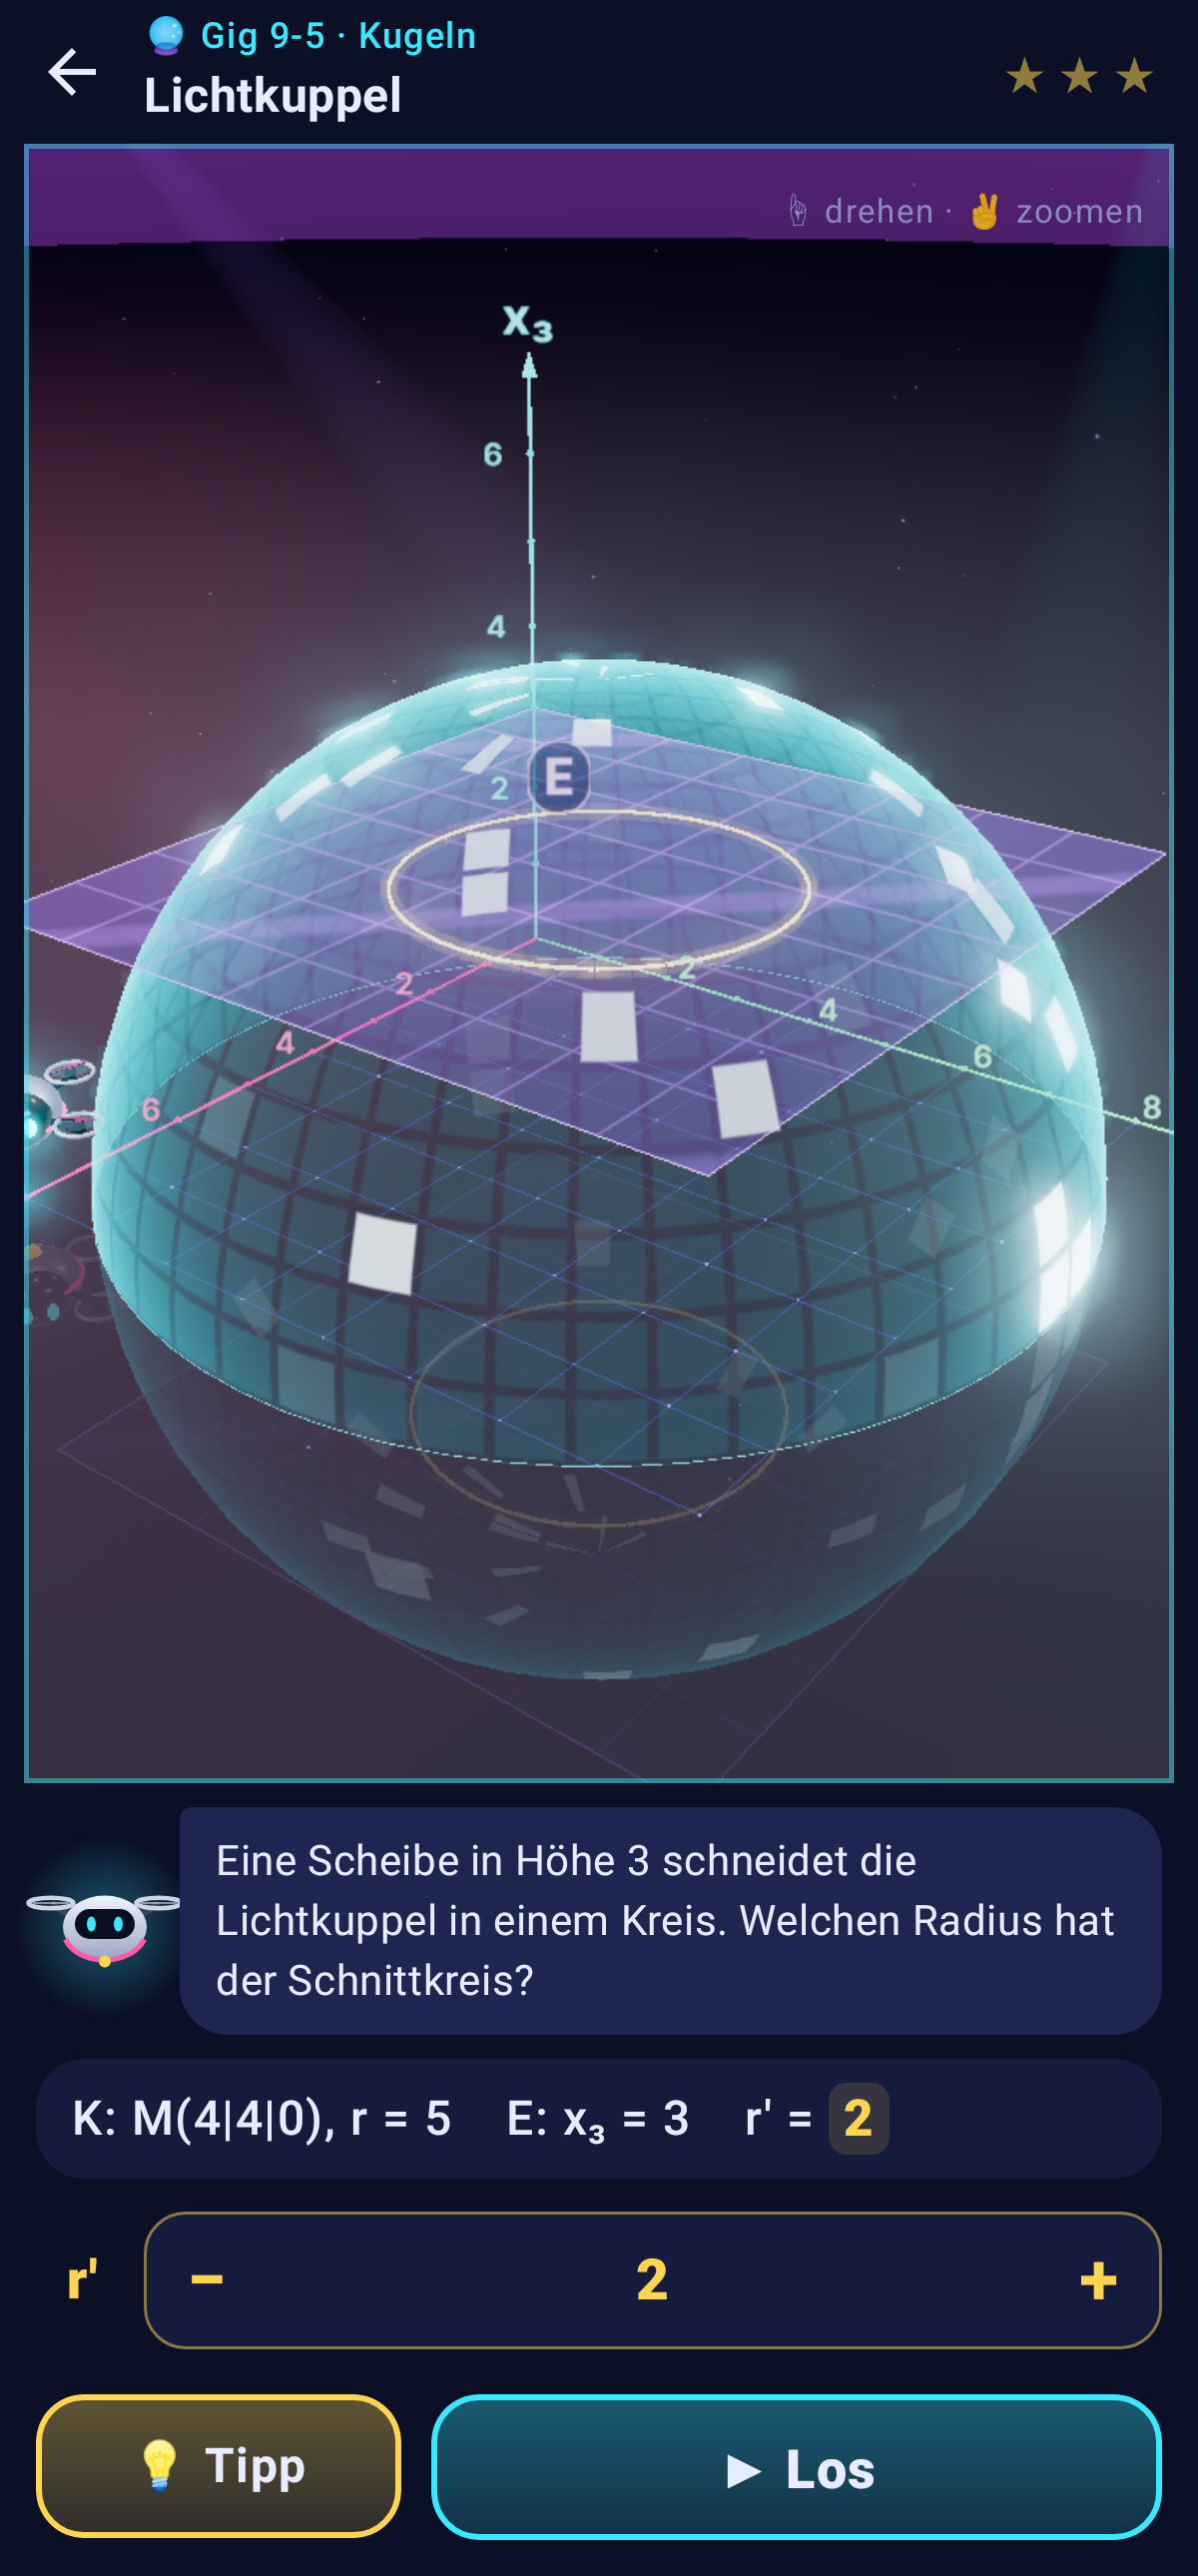 Gig 9-5 · Kugeln
Lichtkuppel
★ ★ ★
☝ drehen · ✌ zoomen
x₃
6
4
2
E
2
2
4
4
6
6
8
Eine Scheibe in Höhe 3 schneidet die
Lichtkuppel in einem Kreis. Welchen Radius hat
der Schnittkreis?
K: M(4|4|0), r = 5 E: x₃ = 3 r' = 2
r' − 2 +
💡 Tipp
▶ Los